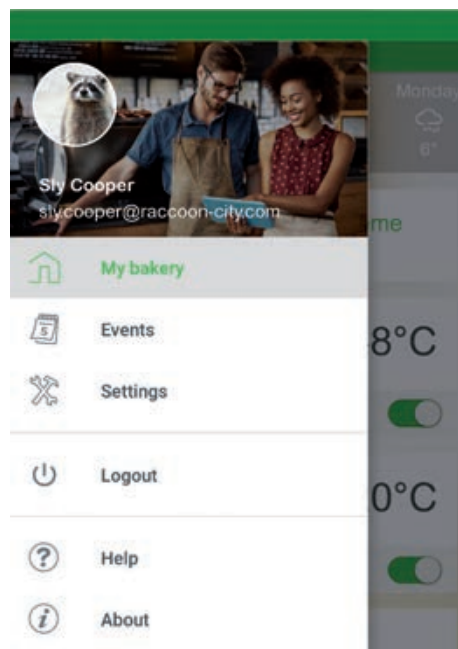 Monday
6°
Sly Cooper
sly.cooper@raccoon-city.com
me
My bakery
5
Events
8°C
Settings
Logout
0°C
?
Help
i
About